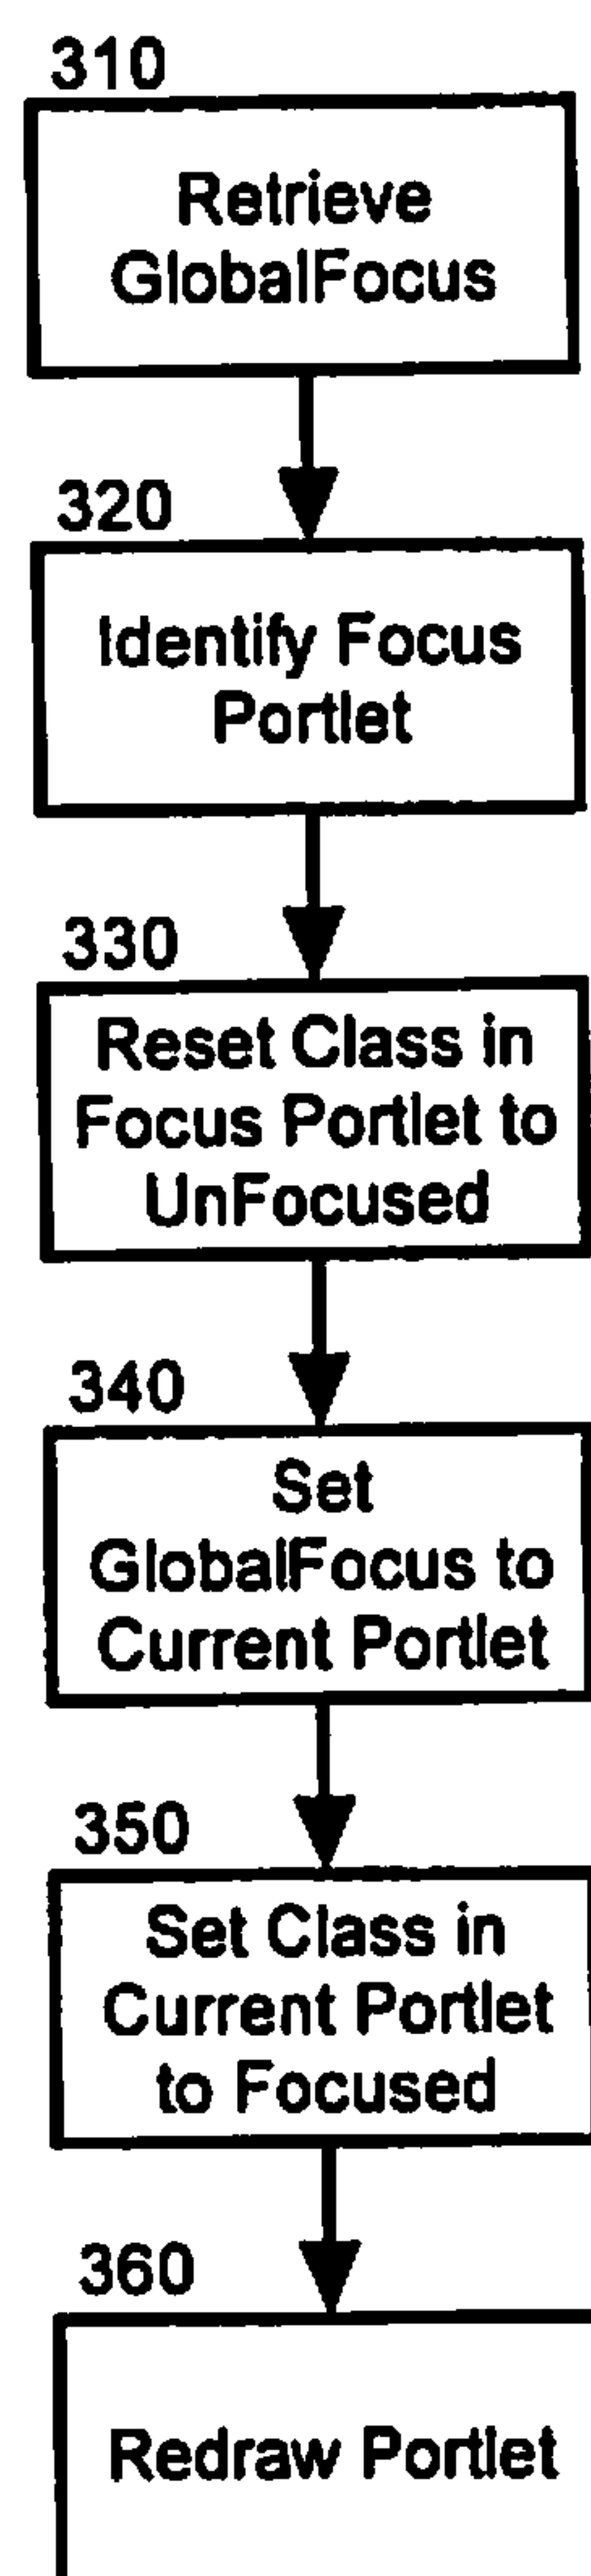 310
Retrieve
GlobalFocus
320
Identify Focus
Portlet
330
Reset Class in
Focus Portlet to
UnFocused
340
Set
GlobalFocus to
Current Portlet
350
Set Class in
Current Portlet
to Focused
360
Redraw Portlet